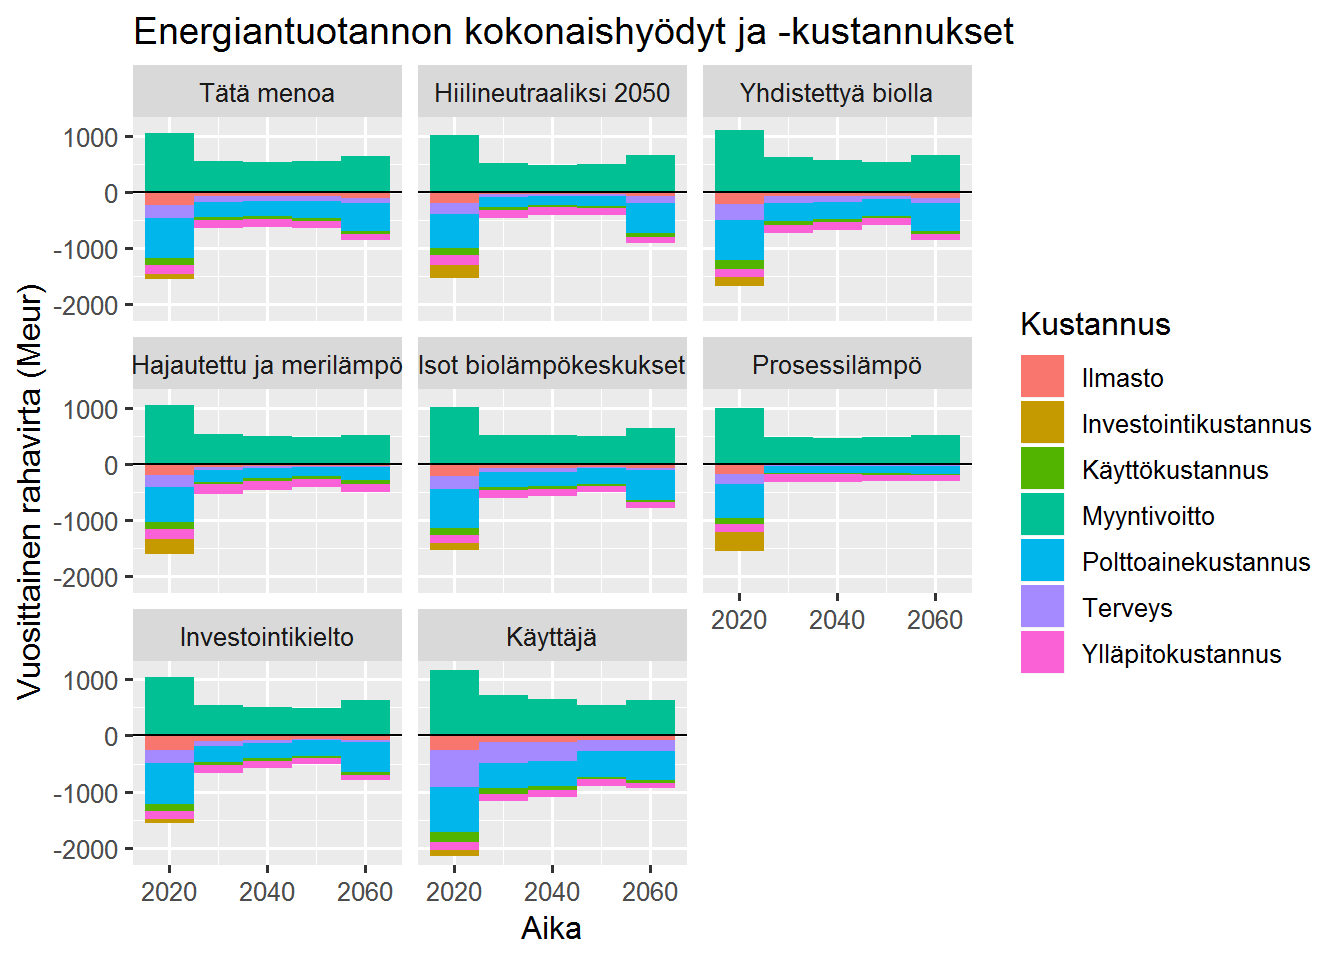 Energiantuotannon kokonaishyödyt ja -kustannukset
Vuosittainen rahavirta (Meur)
Tätä menoa
Hiilineutraaliksi 2050
Yhdistettyä biolla
1000
0
-1000
-2000
Hajautettu ja merilämpö
Isot biolämpökeskukset
Prosessilämpö
1000
0
-1000
-2000
2020 2040 2060
Investointikielto
Käyttäjä
1000
0
-1000
-2000
2020 2040 2060
2020 2040 2060
Aika
Kustannus
Ilmasto
Investointikustannus
Käyttökustannus
Myyntivoitto
Polttoainekustannus
Terveys
Ylläpitokustannus